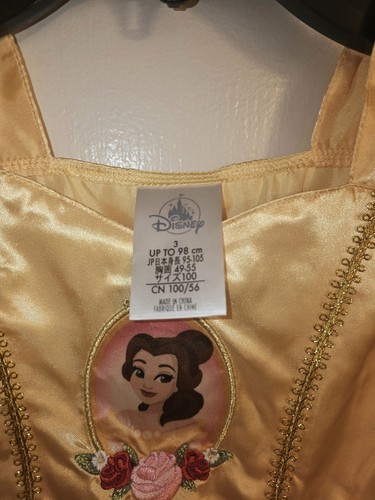 Disney
3
UP TO 98 cm
JP日本身長 95-105
胸囲 49-55
サイズ100
CN 100/56
MADE IN CHINA
FABRIQUÉ EN CHINE